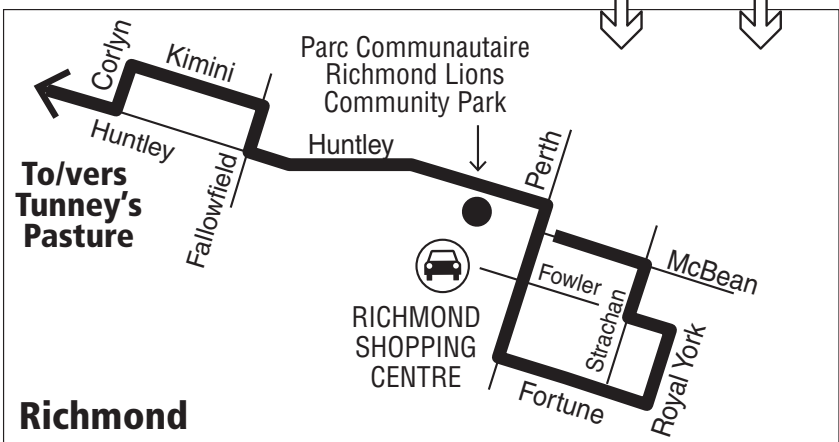 Corlyn
Kimini
Parc Communautaire
Richmond Lions
Community Park
Huntley
Huntley
To/vers
Tunney's
Pasture
Fallowfield
Perth
McBean
Fowler
Strachan
RICHMOND
SHOPPING
CENTRE
Royal York
Fortune
Richmond